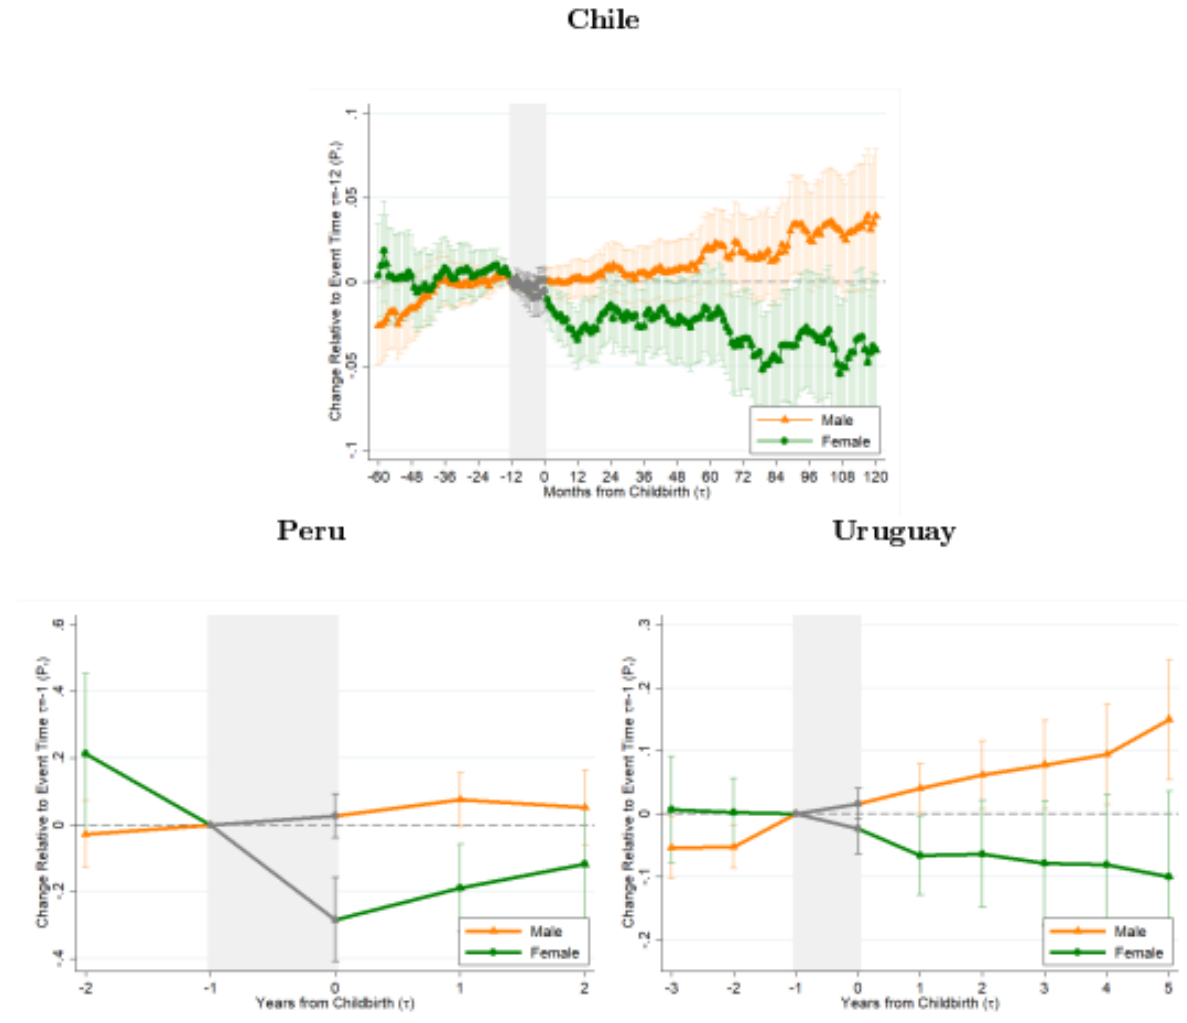 Chile
Change Relative to Event Time τ=-12 (Pₜ)
.1
.05
0
-.05
-.1
Male
Female
-60 -48 -36 -24 -12 0 12 24 36 48 60 72 84 96 108 120
Months from Childbirth (τ)
Peru
Change Relative to Event Time τ=-1 (Pₜ)
.6
.4
.2
0
-.2
-.4
Male
Female
-2 -1 0 1 2
Years from Childbirth (τ)
Uruguay
Change Relative to Event Time τ=-1 (Pₜ)
.3
.2
.1
0
-.1
-.2
Male
Female
-3 -2 -1 0 1 2 3 4 5
Years from Childbirth (τ)